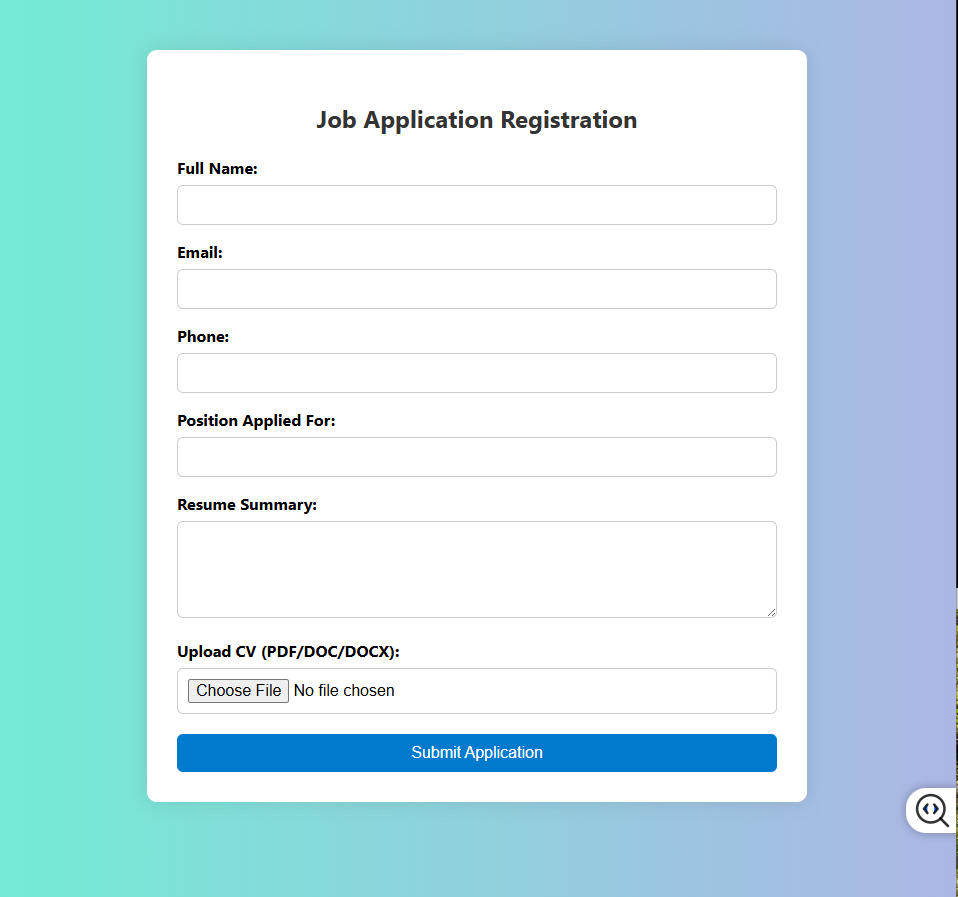 Job Application Registration
Full Name:
Email:
Phone:
Position Applied For:
Resume Summary:
Upload CV (PDF/DOC/DOCX):
Choose File No file chosen
Submit Application